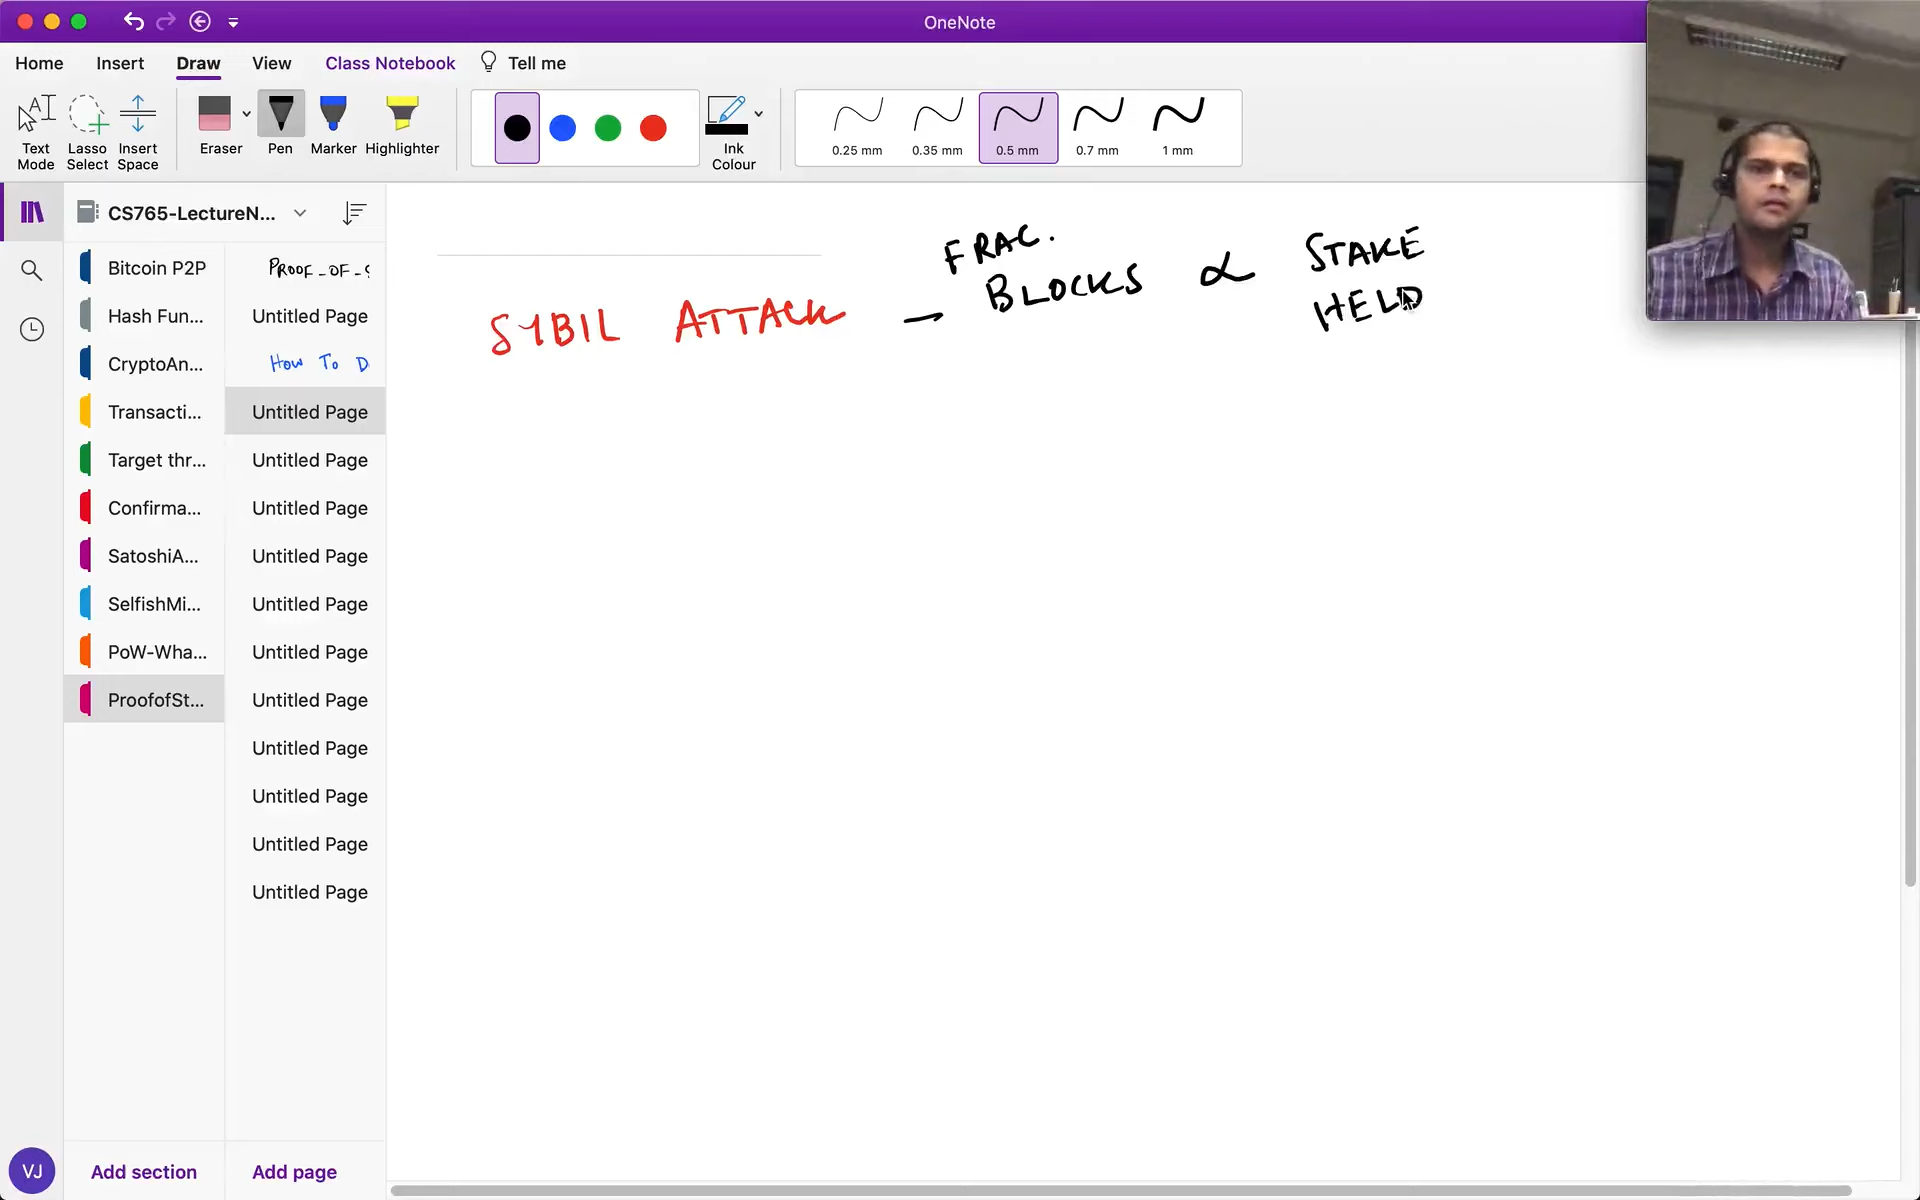 OneNote
Home Insert Draw View Class Notebook Tell me
Text Mode
Lasso Select
Insert Space
Eraser
Pen
Marker
Highlighter
Ink Colour
0.25 mm
0.35 mm
0.5 mm
0.7 mm
1 mm
CS765-LectureN...
Bitcoin P2P
Hash Fun...
CryptoAn...
Transacti...
Target thr...
Confirma...
SatoshiA...
SelfishMi...
PoW-Wha...
ProofofSt...
PROOF-OF-S
Untitled Page
How To D
Untitled Page
Untitled Page
Untitled Page
Untitled Page
Untitled Page
Untitled Page
Untitled Page
Untitled Page
Untitled Page
Untitled Page
Untitled Page
SYBIL ATTACK – FRAC. BLOCKS ∝ STAKE HELD
VJ
Add section
Add page